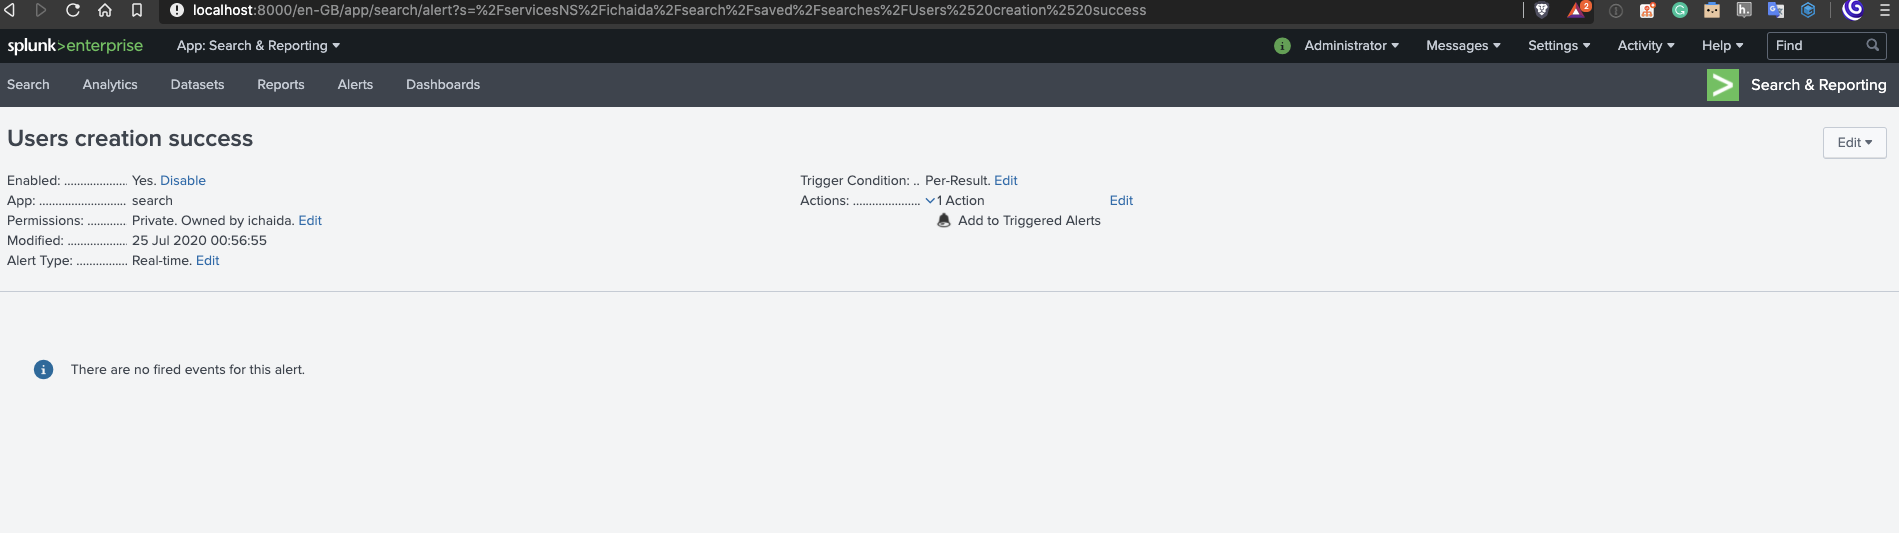 localhost:8000/en-GB/app/search/alert?s=%2FservicesNS%2Fichaida%2Fsearch%2Fsaved%2Fsearches%2FUsers%2520creation%2520success
2
splunk>enterprise App: Search & Reporting Administrator Messages Settings Activity Help Find
Search Analytics Datasets Reports Alerts Dashboards Search & Reporting
Users creation success
Edit
Enabled: .................... Yes. Disable
Trigger Condition: .. Per-Result. Edit
App: ........................... search
Actions: ..................... 1 Action Edit
Permissions: ............ Private. Owned by ichaida. Edit
Add to Triggered Alerts
Modified: ................... 25 Jul 2020 00:56:55
Alert Type: ................ Real-time. Edit
There are no fired events for this alert.